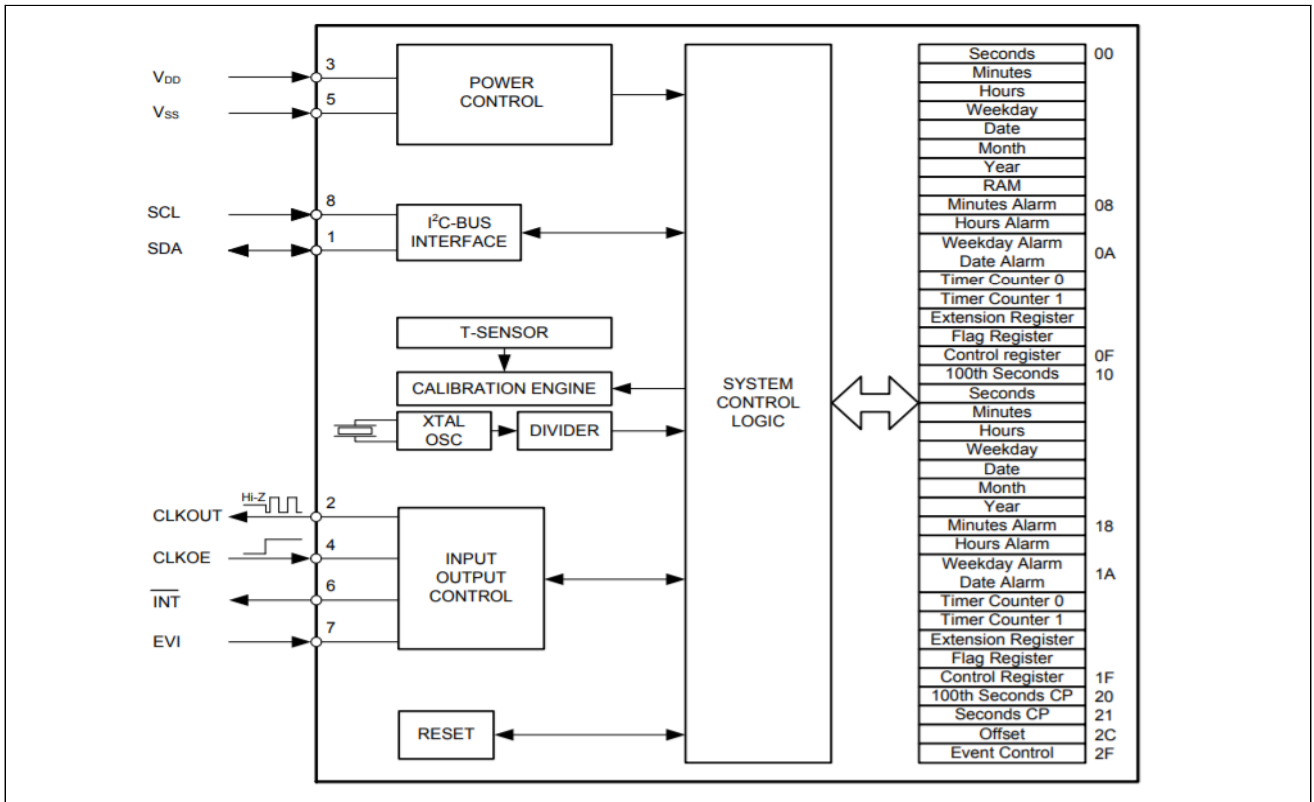 V_DD
3
V_SS
5
POWER
CONTROL
SCL
8
SDA
1
I²C-BUS
INTERFACE
T-SENSOR
CALIBRATION ENGINE
XTAL
OSC
DIVIDER
Hi-Z
CLKOUT
2
CLKOE
4
INT
6
EVI
7
INPUT
OUTPUT
CONTROL
RESET
SYSTEM
CONTROL
LOGIC
Seconds 00
Minutes
Hours
Weekday
Date
Month
Year
RAM
Minutes Alarm 08
Hours Alarm
Weekday Alarm
Date Alarm
0A
Timer Counter 0
Timer Counter 1
Extension Register
Flag Register
Control register 0F
100th Seconds 10
Seconds
Minutes
Hours
Weekday
Date
Month
Year
Minutes Alarm 18
Hours Alarm
Weekday Alarm
Date Alarm
1A
Timer Counter 0
Timer Counter 1
Extension Register
Flag Register
Control Register 1F
100th Seconds CP 20
Seconds CP 21
Offset 2C
Event Control 2F